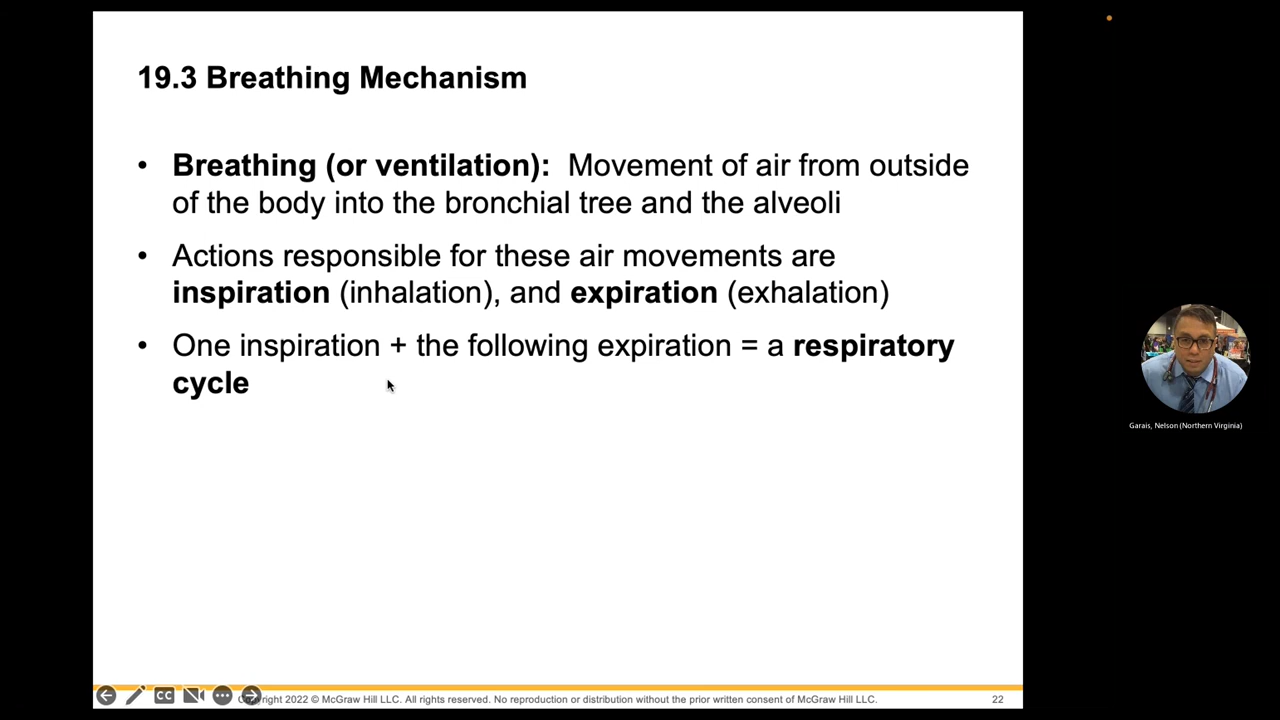 19.3 Breathing Mechanism
• Breathing (or ventilation): Movement of air from outside
of the body into the bronchial tree and the alveoli
• Actions responsible for these air movements are
inspiration (inhalation), and expiration (exhalation)
• One inspiration + the following expiration = a respiratory
cycle
Garais, Nelson (Northern Virginia)
CC
right 2022 © McGraw Hill LLC. All rights reserved. No reproduction or distribution without the prior written consent of McGraw Hill LLC.
22